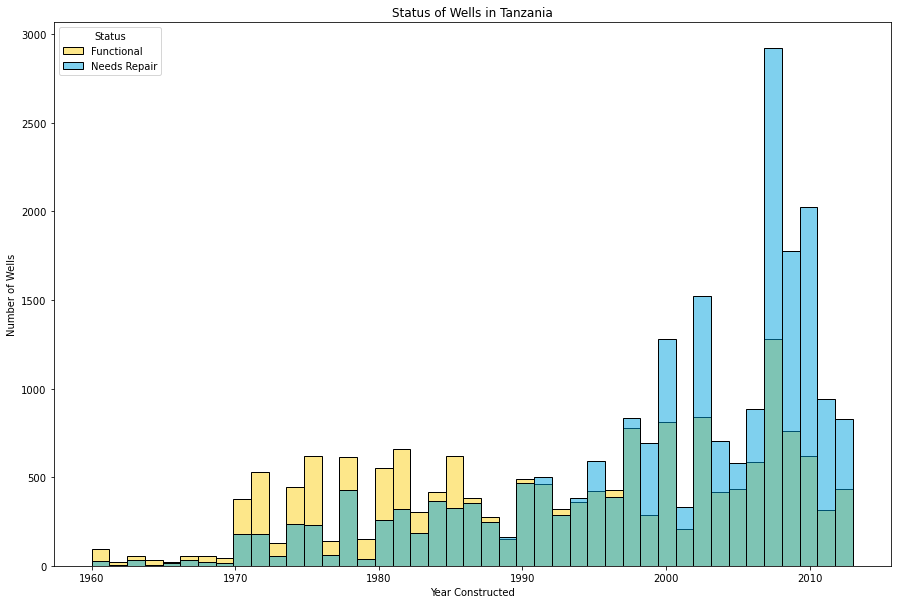 Status of Wells in Tanzania
Status
Functional
Needs Repair
Number of Wells
3000
2500
2000
1500
1000
500
0
1960
1970
1980
1990
2000
2010
Year Constructed